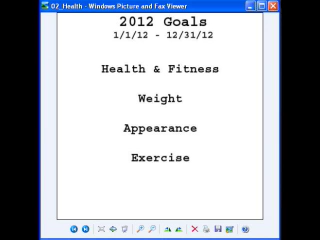 02_Health - Windows Picture and Fax Viewer
2012 Goals
1/1/12 - 12/31/12
Health & Fitness
Weight
Appearance
Exercise